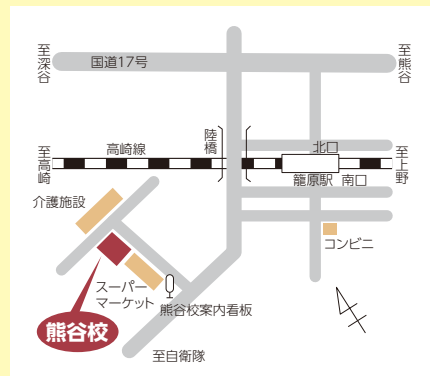 至深谷
国道17号
至熊谷
陸橋
高崎線
北口
至高崎
至上野
籠原駅 南口
介護施設
コンビニ
スーパー
マーケット
熊谷校案内看板
熊谷校
至自衛隊